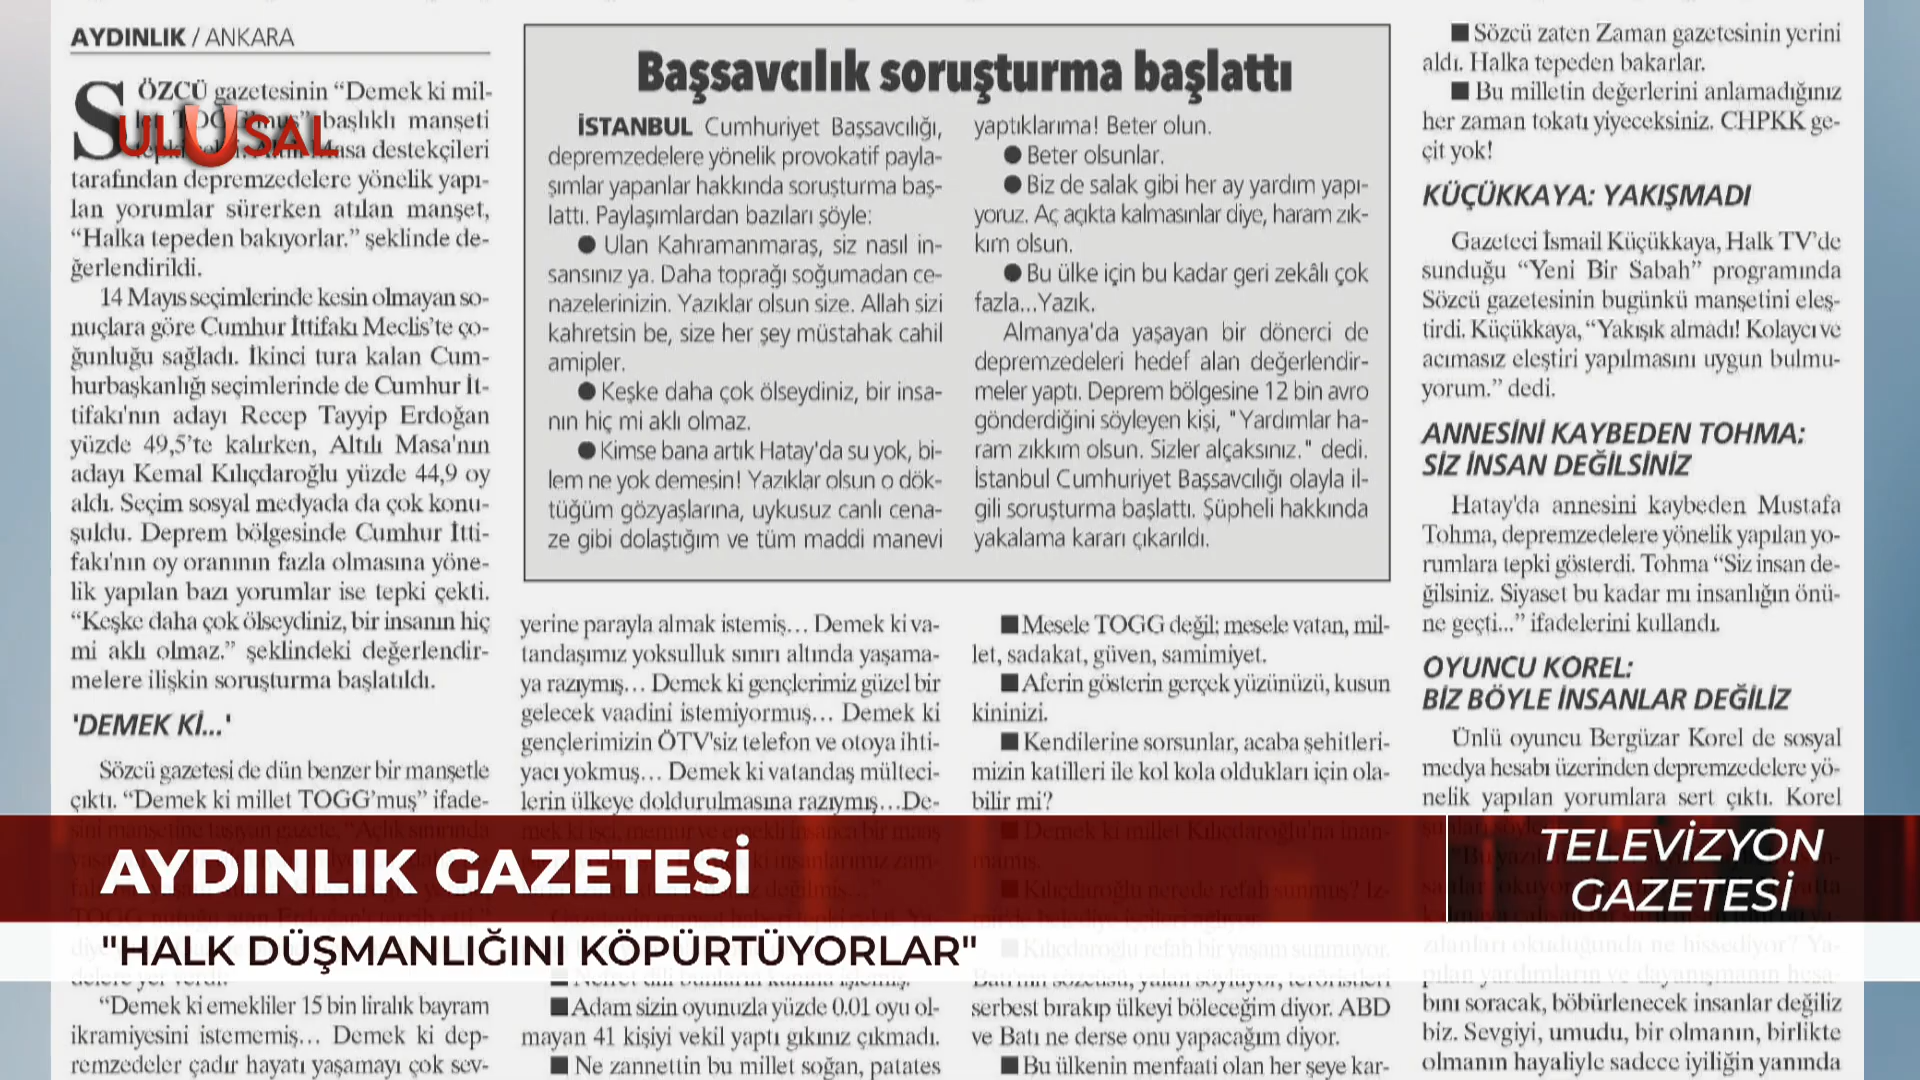 AYDINLIK / ANKARA
SÖZCÜ gazetesinin “Demek ki mil-
TOGG'muş” başlıklı manşeti
Masa destekçileri
tarafından depremzedelere yönelik yapı-
lan yorumlar sürerken atılan manşet,
“Halka tepeden bakıyorlar.” şeklinde de-
ğerlendirildi.
14 Mayıs seçimlerinde kesin olmayan so-
nuçlara göre Cumhur İttifakı Meclis'te ço-
ğunluğu sağladı. İkinci tura kalan Cum-
hurbaşkanlığı seçimlerinde de Cumhur İt-
tifakı'nın adayı Recep Tayyip Erdoğan
yüzde 49,5'te kalırken, Altılı Masa'nın
adayı Kemal Kılıçdaroğlu yüzde 44,9 oy
aldı. Seçim sosyal medyada da çok konu-
şuldu. Deprem bölgesinde Cumhur İtti-
fakı'nın oy oranının fazla olmasına yöne-
lik yapılan bazı yorumlar ise tepki çekti.
“Keşke daha çok ölseydiniz, bir insanın hiç
mi aklı olmaz.” şeklindeki değerlendir-
melere ilişkin soruşturma başlatıldı.
'DEMEK Kİ...'
Sözcü gazetesi de dün benzer bir manşetle
çıktı. “Demek ki millet TOGG'muş” ifade-
“Demek ki emekliler 15 bin liralık bayram
ikramiyesini istememiş... Demek ki dep-
remzedeler çadır hayatı yaşamayı çok sev-
ULUSAL
Başsavcılık soruşturma başlattı
İSTANBUL Cumhuriyet Başsavcılığı,
depremzedelere yönelik provokatif payla-
şımlar yapanlar hakkında soruşturma baş-
lattı. Paylaşımlardan bazıları şöyle:
● Ulan Kahramanmaraş, siz nasıl in-
sansınız ya. Daha toprağı soğumadan ce-
nazelerinizin. Yazıklar olsun size. Allah sizi
kahretsin be, size her şey müstahak cahil
amipler.
● Keşke daha çok ölseydiniz, bir insa-
nın hiç mi aklı olmaz.
● Kimse bana artık Hatay'da su yok, bi-
lem ne yok demesin! Yazıklar olsun o dök-
tüğüm gözyaşlarına, uykusuz canlı cena-
ze gibi dolaştığım ve tüm maddi manevi
yaptıklarıma! Beter olun.
● Beter olsunlar.
● Biz de salak gibi her ay yardım yapı-
yoruz. Aç açıkta kalmasınlar diye, haram zık-
kım olsun.
● Bu ülke için bu kadar geri zekâlı çok
fazla...Yazık.
Almanya'da yaşayan bir dönerci de
depremzedeleri hedef alan değerlendir-
meler yaptı. Deprem bölgesine 12 bin avro
gönderdiğini söyleyen kişi, "Yardımlar ha-
ram zıkkım olsun. Sizler alçaksınız." dedi.
İstanbul Cumhuriyet Başsavcılığı olayla il-
gili soruşturma başlattı. Şüpheli hakkında
yakalama kararı çıkarıldı.
yerine parayla almak istemiş... Demek ki va-
tandaşımız yoksulluk sınırı altında yaşama-
ya razıymış... Demek ki gençlerimiz güzel bir
gelecek vaadini istemiyormuş... Demek ki
gençlerimizin ÖTV'siz telefon ve otoya ihti-
yacı yokmuş... Demek ki vatandaş mülteci-
lerin ülkeye doldurulmasına razıymış...De-
■ Adam sizin oyunuzla yüzde 0.01 oyu ol-
mayan 41 kişiyi vekil yaptı gıkınız çıkmadı.
■ Ne zannettin bu millet soğan, patates
■ Mesele TOGG değil; mesele vatan, mil-
let, sadakat, güven, samimiyet.
■ Aferin gösterin gerçek yüzünüzü, kusun
kininizi.
■ Kendilerine sorsunlar, acaba şehitleri-
mizin katilleri ile kol kola oldukları için ola-
bilir mi?
■ Demek ki millet Kılıçdaroğlu'na inan-
mamış.
■ Kılıçdaroğlu refah bir yaşam sunmuyor.
Batı'nın sözcüsü, yalan söylüyor, teröristleri
serbest bırakıp ülkeyi böleceğim diyor. ABD
ve Batı ne derse onu yapacağım diyor.
■ Bu ülkenin menfaati olan her şeye kar-
■ Sözcü zaten Zaman gazetesinin yerini
aldı. Halka tepeden bakarlar.
■ Bu milletin değerlerini anlamadığınız
her zaman tokatı yiyeceksiniz. CHPKK ge-
çit yok!
KÜÇÜKKAYA: YAKIŞMADI
Gazeteci İsmail Küçükkaya, Halk TV'de
sunduğu “Yeni Bir Sabah” programında
Sözcü gazetesinin bugünkü manşetini eleş-
tirdi. Küçükkaya, “Yakışık almadı! Kolaycı ve
acımasız eleştiri yapılmasını uygun bulmu-
yorum.” dedi.
ANNESİNİ KAYBEDEN TOHMA:
SİZ İNSAN DEĞİLSİNİZ
Hatay'da annesini kaybeden Mustafa
Tohma, depremzedelere yönelik yapılan yo-
rumlara tepki gösterdi. Tohma “Siz insan de-
ğilsiniz. Siyaset bu kadar mı insanlığın önü-
ne geçti...” ifadelerini kullandı.
OYUNCU KOREL:
BİZ BÖYLE İNSANLAR DEĞİLİZ
Ünlü oyuncu Bergüzar Korel de sosyal
medya hesabı üzerinden depremzedelere yö-
nelik yapılan yorumlara sert çıktı. Korel
bını soracak, böbürlenecek insanlar değiliz
biz. Sevgiyi, umudu, bir olmanın, birlikte
olmanın hayaliyle sadece iyiliğin yanında
AYDINLIK GAZETESİ
TELEVİZYON
GAZETESİ
"HALK DÜŞMANLIĞINI KÖPÜRTÜYORLAR"